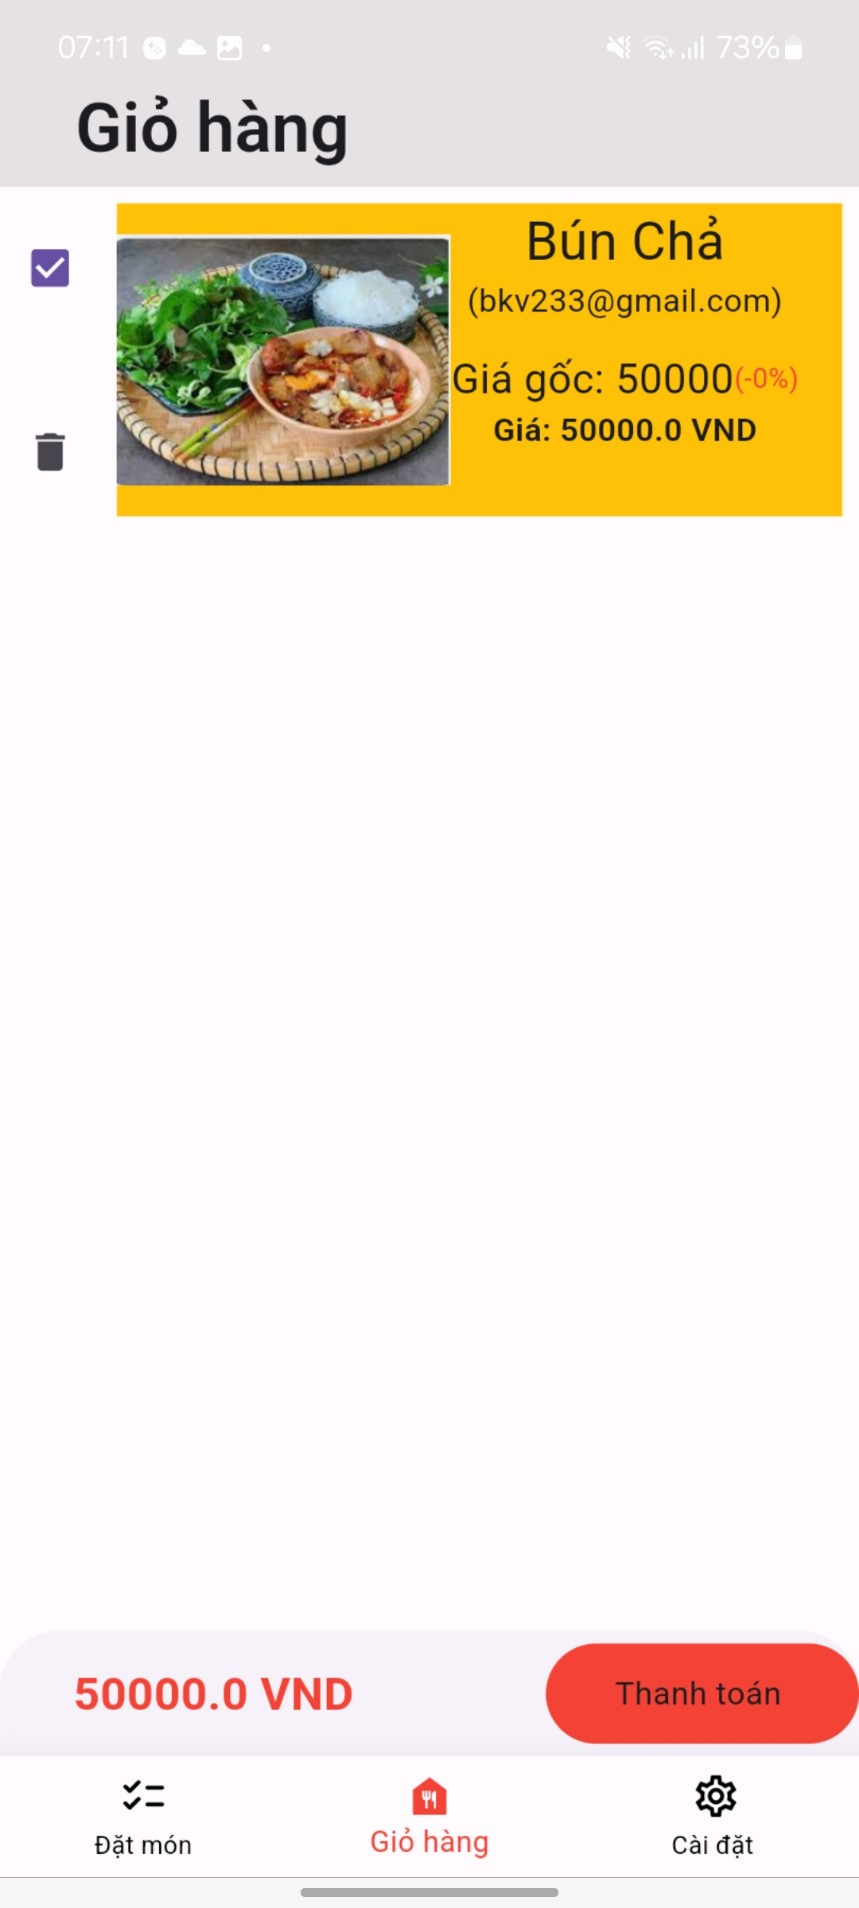 07:11
73%
Giỏ hàng
Bún Chả
(bkv233@gmail.com)
Giá gốc: 50000(-0%)
Giá: 50000.0 VND
50000.0 VND
Thanh toán
Đặt món
Giỏ hàng
Cài đặt